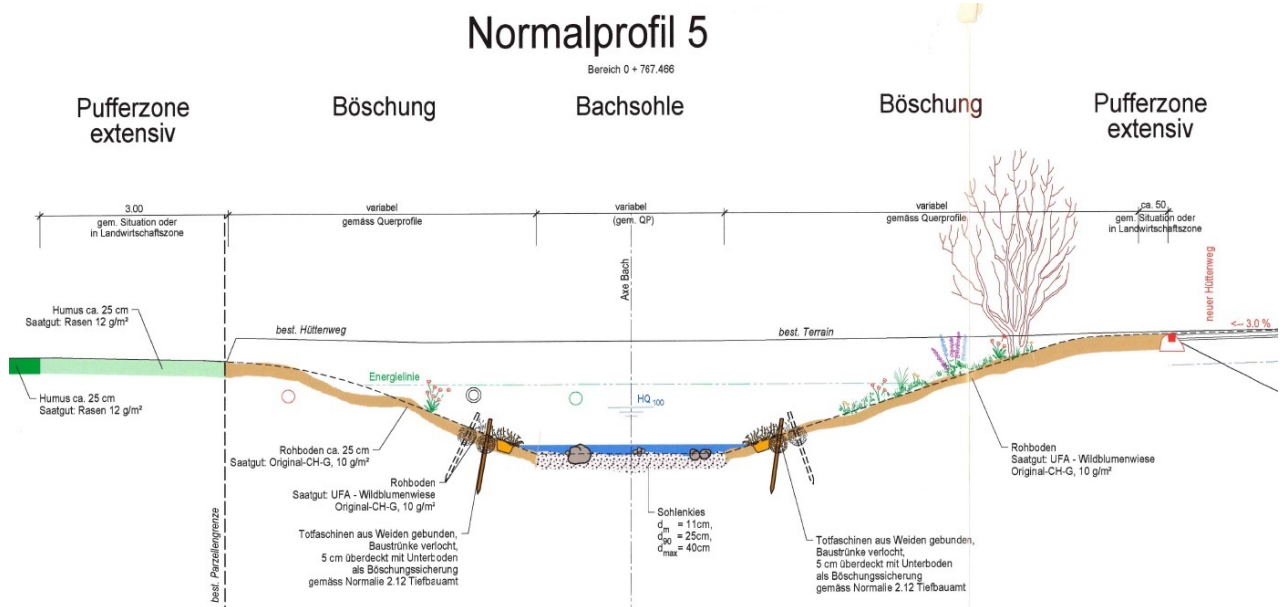 Normalprofil 5
Bereich 0 + 767.466
Pufferzone
extensiv
Böschung
Bachsohle
Böschung
Pufferzone
extensiv
3.00
gem. Situation oder
in Landwirtschaftszone
variabel
gemäss Querprofile
variabel
(gem. QP)
variabel
gemäss Querprofile
ca. 50
gem. Situation oder
in Landwirtschaftszone
Axe Bach
neuer Hüttenweg
<-- 3.0 %
Humus ca. 25 cm
Saatgut: Rasen 12 g/m²
best. Hüttenweg
best. Terrain
Energielinie
HQ 100
Humus ca. 25 cm
Saatgut: Rasen 12 g/m²
Rohboden ca. 25 cm
Saatgut: Original-CH-G, 10 g/m²
Rohboden
Saatgut: UFA - Wildblumenwiese
Original-CH-G, 10 g/m²
Rohboden
Saatgut: UFA - Wildblumenwiese
Original-CH-G, 10 g/m²
Totfaschinen aus Weiden gebunden,
Baustrünke verlocht,
5 cm überdeckt mit Unterboden
als Böschungssicherung
gemäss Normalie 2.12 Tiefbauamt
Sohlenkies
dm = 11cm,
d90 = 25cm,
dmax = 40cm
Totfaschinen aus Weiden gebunden,
Baustrünke verlocht,
5 cm überdeckt mit Unterboden
als Böschungssicherung
gemäss Normalie 2.12 Tiefbauamt
best. Parzellengrenze